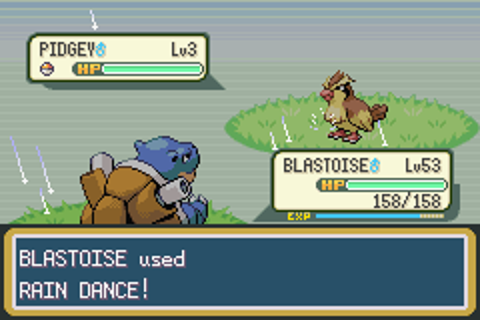 PIDGEY♂ Lv3
HP
BLASTOISE♂ Lv53
HP
158/158
EXP
BLASTOISE used
RAIN DANCE!